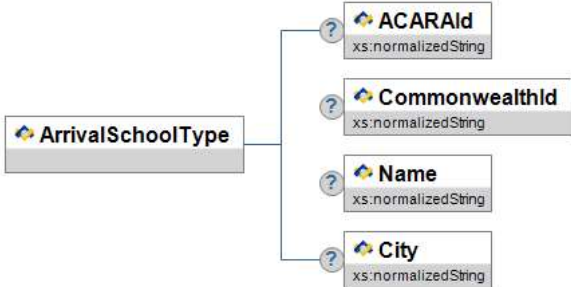 ?
ACARAId
xs:normalizedString
?
CommonwealthId
xs:normalizedString
ArrivalSchoolType
?
Name
xs:normalizedString
?
City
xs:normalizedString